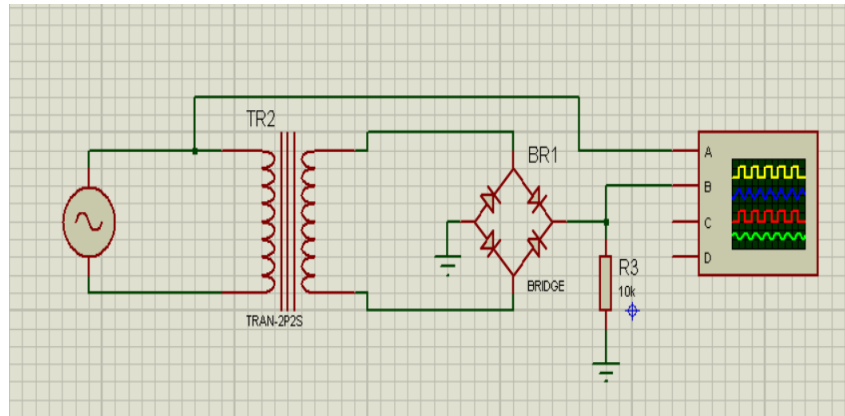 TR2
TRAN-2P2S
BR1
BRIDGE
R3
10k
A
B
C
D